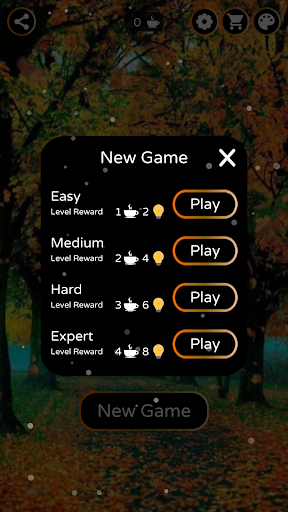 0
New Game
Easy
Level Reward 1 2 Play
Medium
Level Reward 2 4 Play
Hard
Level Reward 3 6 Play
Expert
Level Reward 4 8 Play
New Game